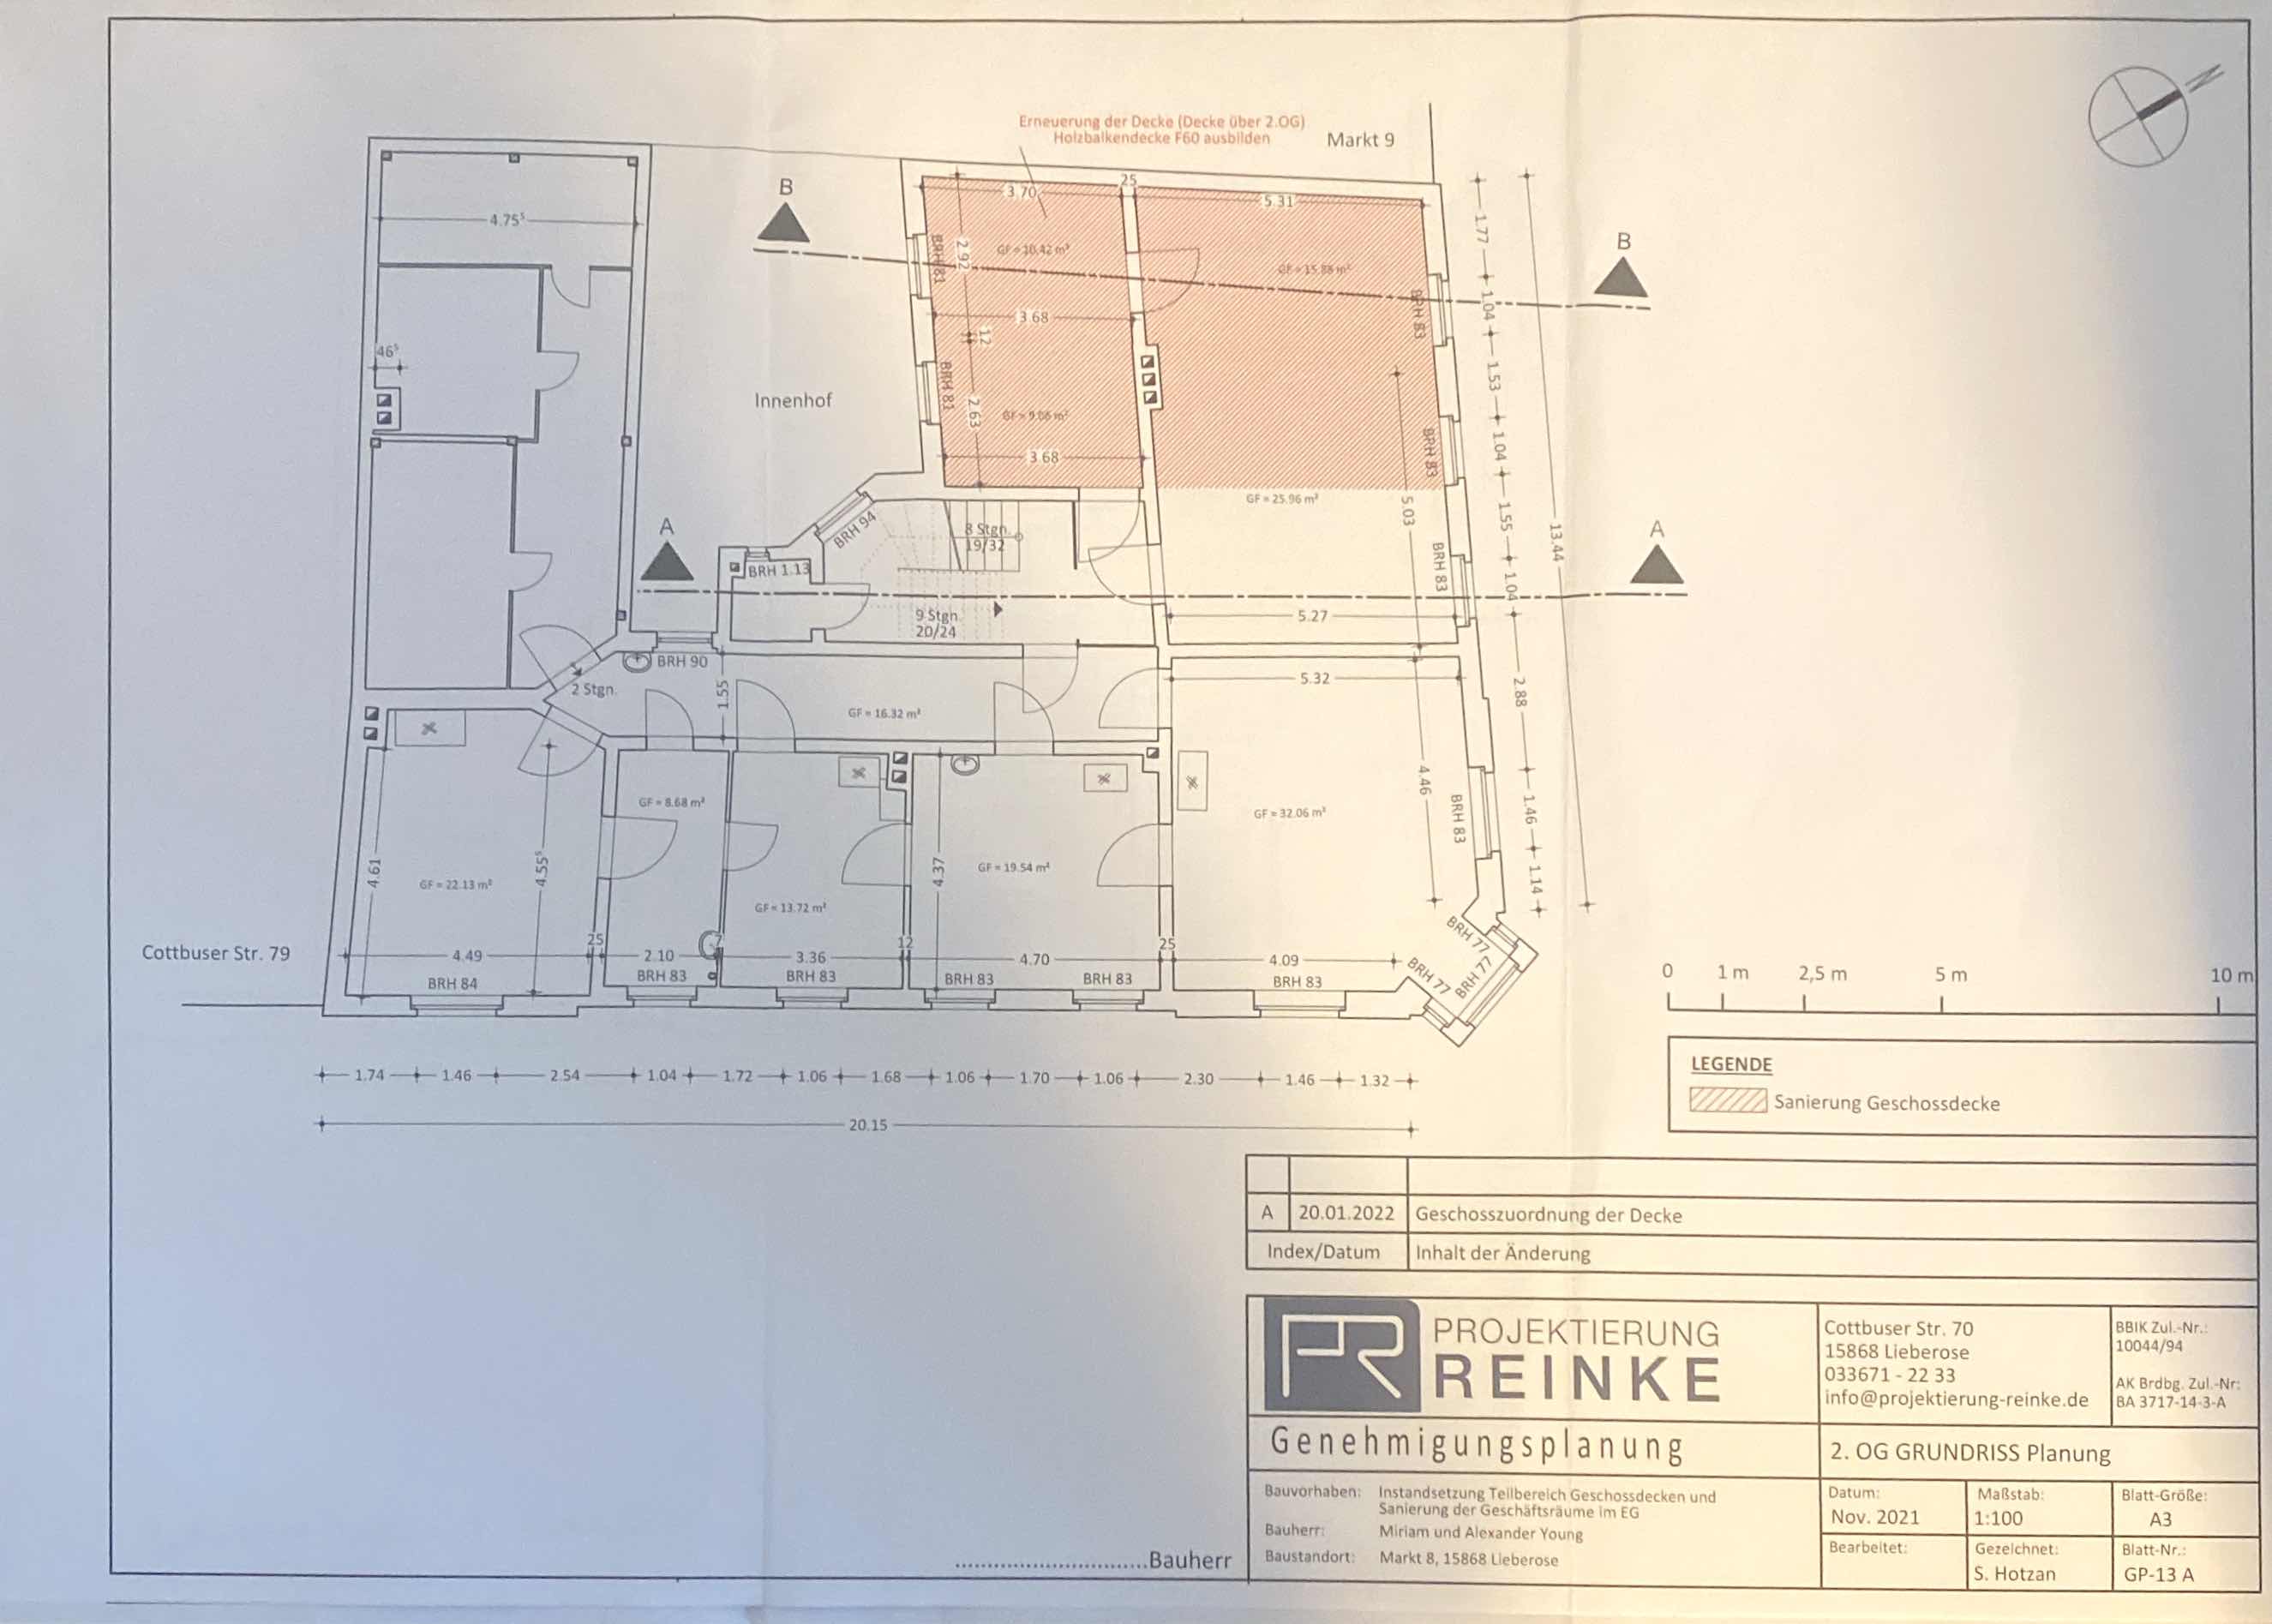 Erneuerung der Decke (Decke über 2.OG)
Holzbalkendecke F60 ausbilden
Markt 9
N
B
B
A
A
25
3.70
5.31
4.75⁵
GF = 10.42 m²
GF = 15.88 m²
BRH 81
2.92
BRH 83
3.68
12
46⁵
Innenhof
BRH 81
2.63
GF = 9.06 m²
3.68
BRH 83
GF = 25.96 m²
5.03
BRH 94
8 Stgn.
19/32
BRH 1.13
BRH 83
9 Stgn.
20/24
5.27
BRH 90
2 Stgn.
1.55
GF = 16.32 m²
5.32
1.77
1.04
1.53
1.04
1.55
1.04
2.88
1.46
1.14
13.44
GF = 8.68 m²
GF = 32.06 m²
4.46
BRH 83
4.61
GF = 22.13 m²
4.55⁵
4.37
GF = 19.54 m²
GF = 13.72 m²
Cottbuser Str. 79
4.49
25
2.10
7
3.36
12
4.70
25
4.09
BRH 84
BRH 83
BRH 83
BRH 83
BRH 83
BRH 83
BRH 77
BRH 77
BRH 77
1.74
1.46
2.54
1.04
1.72
1.06
1.68
1.06
1.70
1.06
2.30
1.46
1.32
20.15
0 1 m 2,5 m 5 m 10 m
LEGENDE
Sanierung Geschossdecke
A 20.01.2022 Geschosszuordnung der Decke
Index/Datum Inhalt der Änderung
PR
PROJEKTIERUNG
REINKE
Cottbuser Str. 70
15868 Lieberose
033671 - 22 33
info@projektierung-reinke.de
BBIK Zul.-Nr.:
10044/94
AK Brdbg. Zul.-Nr:
BA 3717-14-3-A
Genehmigungsplanung
2. OG GRUNDRISS Planung
Bauvorhaben: Instandsetzung Teilbereich Geschossdecken und
Sanierung der Geschäftsräume im EG
Bauherr: Miriam und Alexander Young
Baustandort: Markt 8, 15868 Lieberose
Datum:
Nov. 2021
Maßstab:
1:100
Blatt-Größe:
A3
Bearbeitet:
Gezeichnet:
S. Hotzan
Blatt-Nr.:
GP-13 A
..............................Bauherr